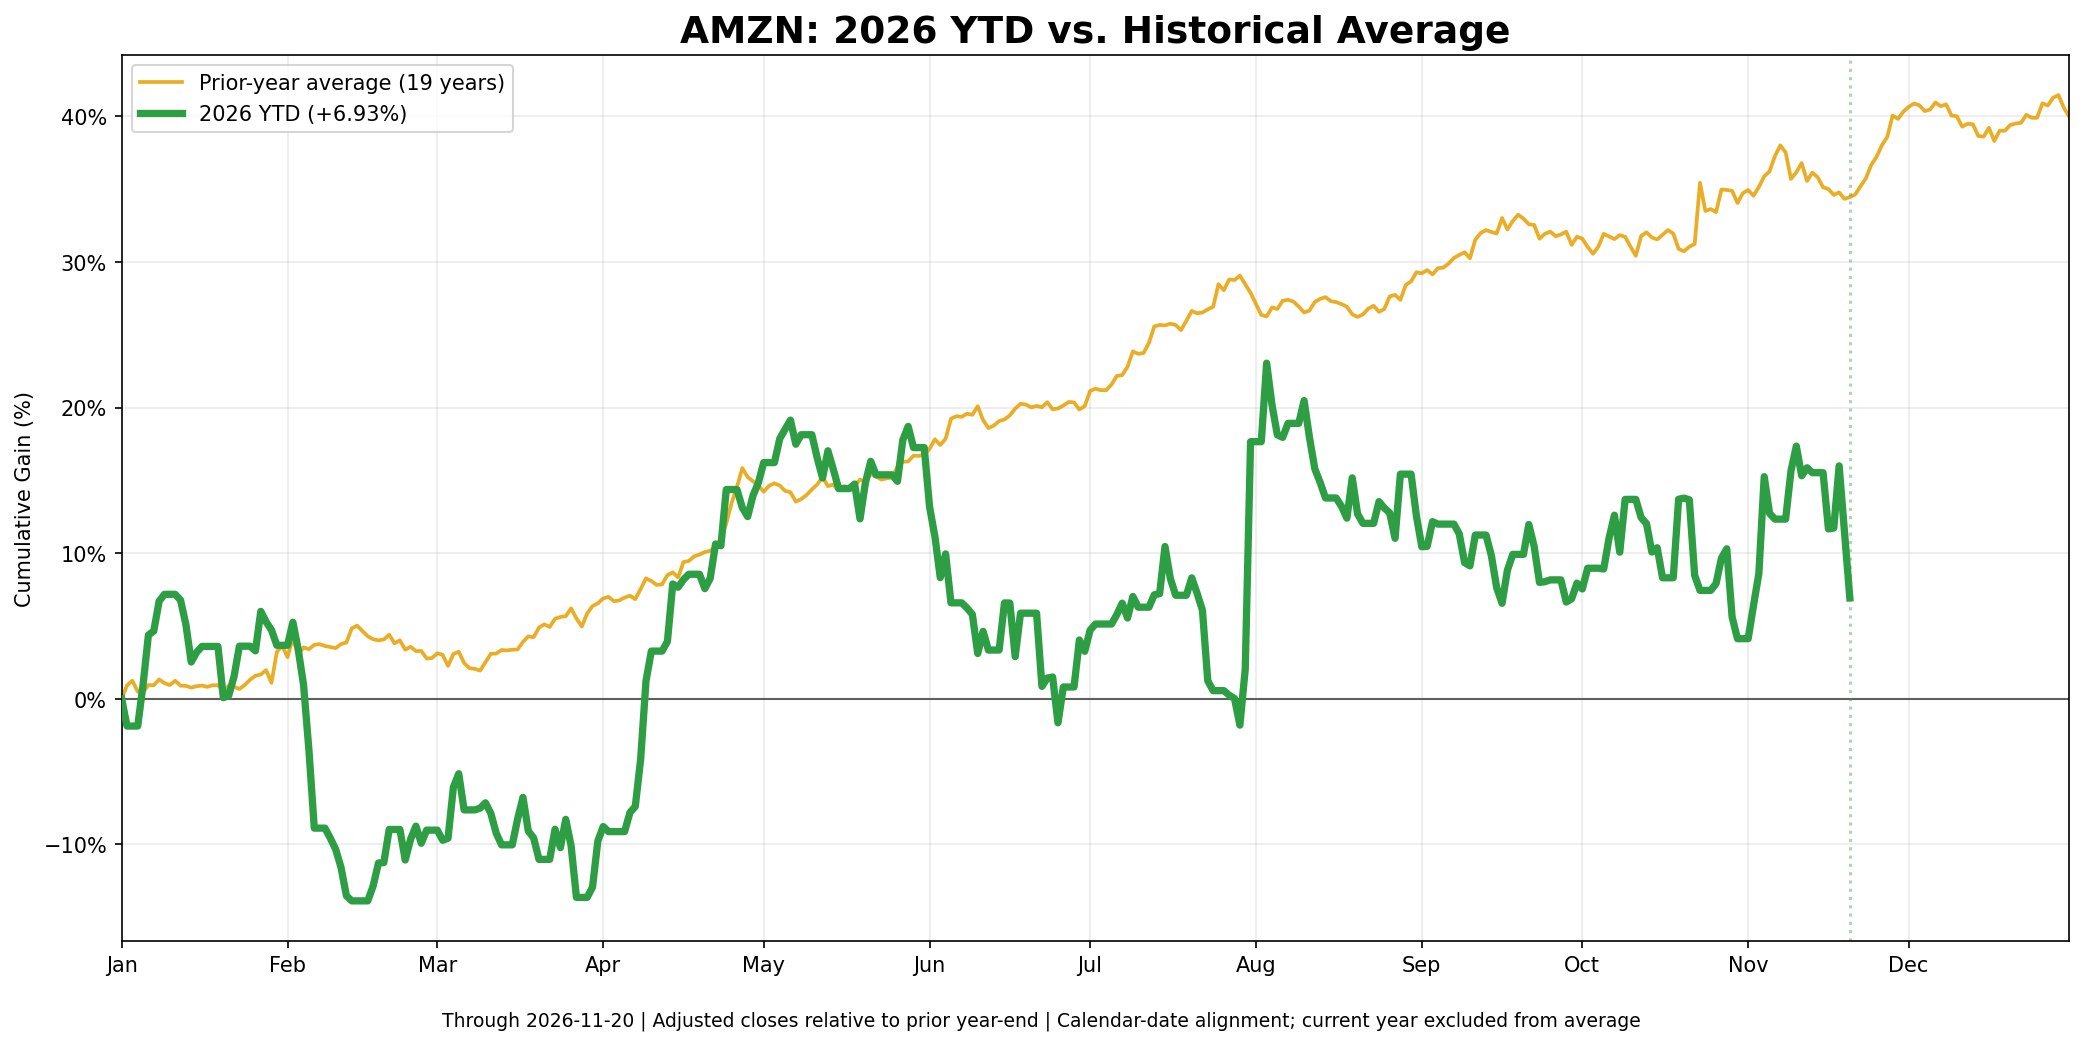 AMZN: 2026 YTD vs. Historical Average
Prior-year average (19 years)
2026 YTD (+6.93%)
Cumulative Gain (%)
40%
30%
20%
10%
0%
−10%
Jan Feb Mar Apr May Jun Jul Aug Sep Oct Nov Dec
Through 2026-11-20 | Adjusted closes relative to prior year-end | Calendar-date alignment; current year excluded from average